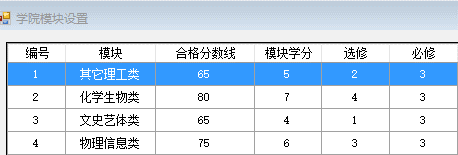 学院模块设置
编号 模块 合格分数线 模块学分 选修 必修
1 其它理工类 65 5 2 3
2 化学生物类 80 7 4 3
3 文史艺体类 65 4 1 3
4 物理信息类 75 6 3 3